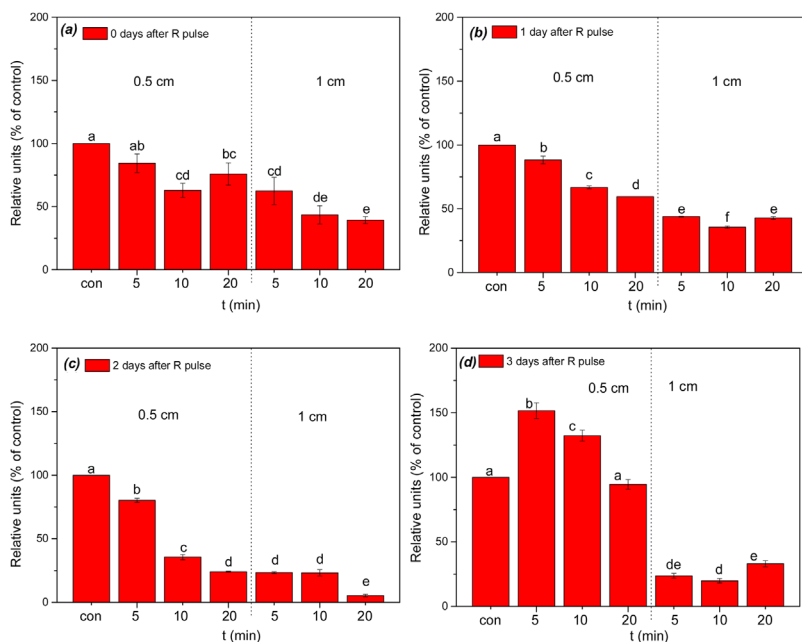 (a) 0 days after R pulse
0.5 cm 1 cm
Relative units (% of control)
200
150
100
50
0
a ab cd bc cd de e
con 5 10 20 5 10 20
t (min)
(b) 1 day after R pulse
0.5 cm 1 cm
Relative units (% of control)
200
150
100
50
0
a b c d e f e
con 5 10 20 5 10 20
t (min)
(c) 2 days after R pulse
0.5 cm 1 cm
Relative units (% of control)
200
150
100
50
0
a b c d d d e
con 5 10 20 5 10 20
t (min)
(d) 3 days after R pulse
0.5 cm 1 cm
Relative units (% of control)
200
150
100
50
0
a b c a de d e
con 5 10 20 5 10 20
t (min)